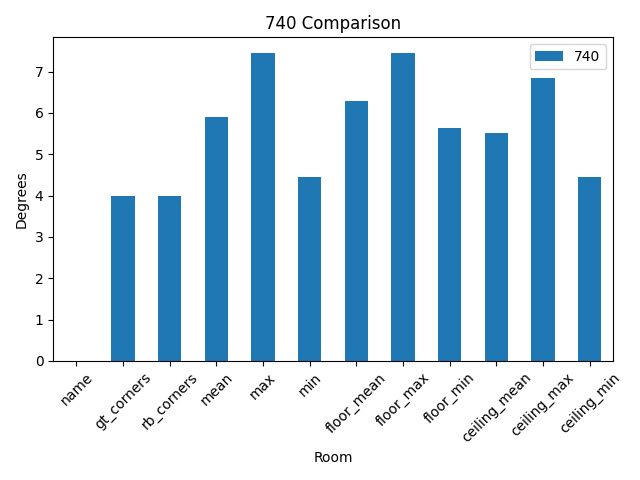 740 Comparison
740
Degrees
7
6
5
4
3
2
1
0
name
gt_corners
rb_corners
mean
max
min
floor_mean
floor_max
floor_min
ceiling_mean
ceiling_max
ceiling_min
Room